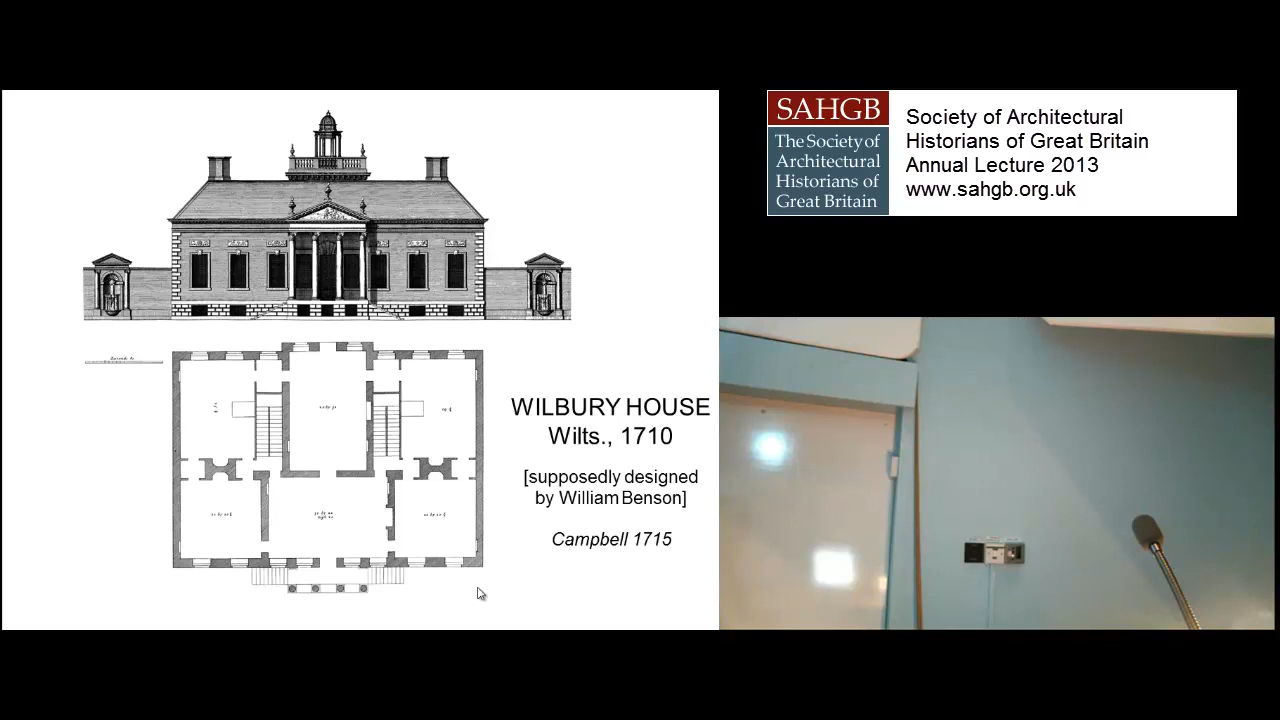 WILBURY HOUSE
Wilts., 1710
[supposedly designed
by William Benson]
Campbell 1715
SAHGB
The Society of
Architectural
Historians of
Great Britain
Society of Architectural
Historians of Great Britain
Annual Lecture 2013
www.sahgb.org.uk